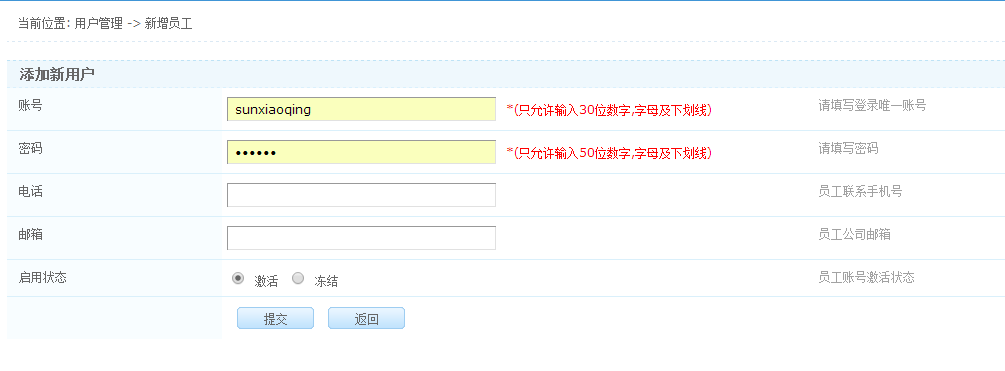 当前位置: 用户管理 -> 新增员工
添加新用户
账号 sunxiaoqing *(只允许输入30位数字,字母及下划线) 请填写登录唯一账号
密码 •••••• *(只允许输入50位数字,字母及下划线) 请填写密码
电话 员工联系手机号
邮箱 员工公司邮箱
启用状态 激活 冻结 员工账号激活状态
提交 返回